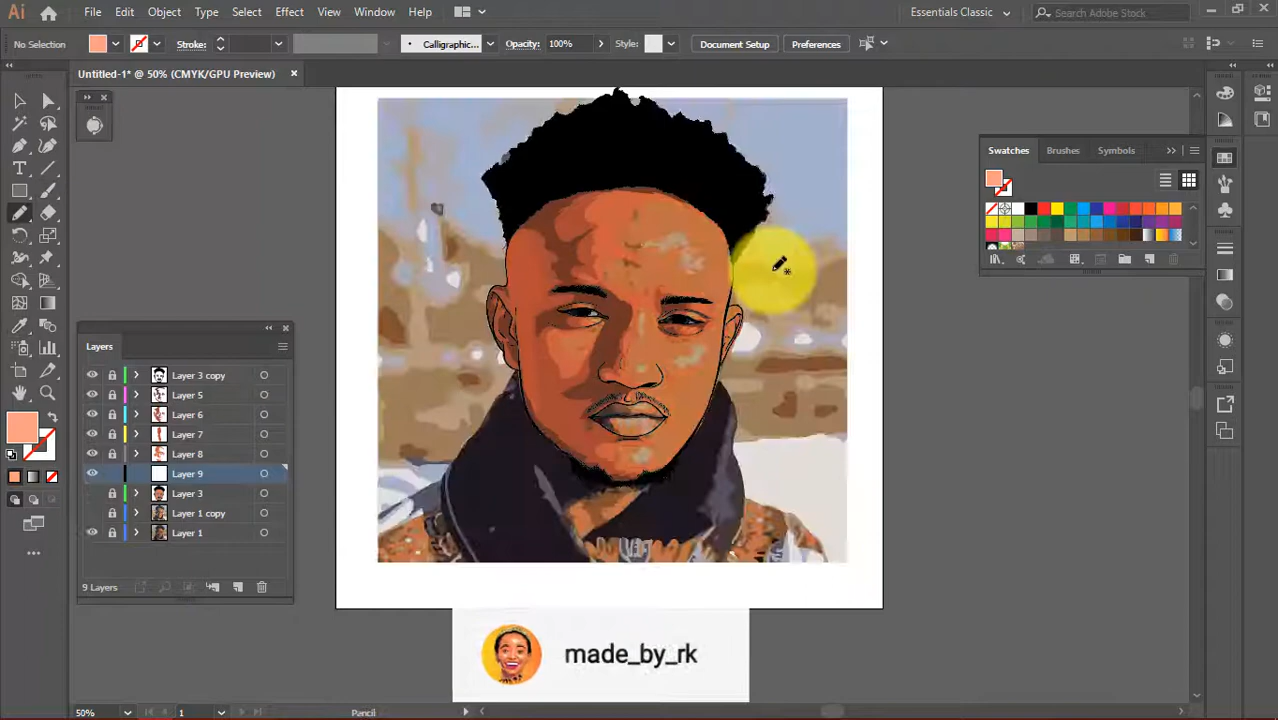 Ai File Edit Object Type Select Effect View Window Help Essentials Classic Search Adobe Stock
No Selection Stroke: Calligraphic... Opacity: 100% Style: Document Setup Preferences
Untitled-1* @ 50% (CMYK/GPU Preview)
Swatches Brushes Symbols
Layers
Layer 3 copy
Layer 5
Layer 6
Layer 7
Layer 8
Layer 9
Layer 3
Layer 1 copy
Layer 1
9 Layers
made_by_rk
50% 1 Pencil